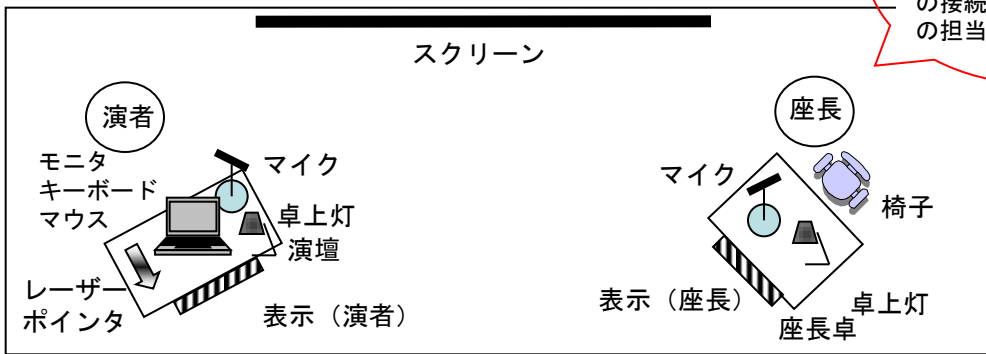 の接続
の担当
スクリーン
演者
座長
モニタ
キーボード
マウス
マイク
マイク
椅子
卓上灯
演壇
レーザー
ポインタ
表示（演者）
表示（座長）
卓上灯
座長卓